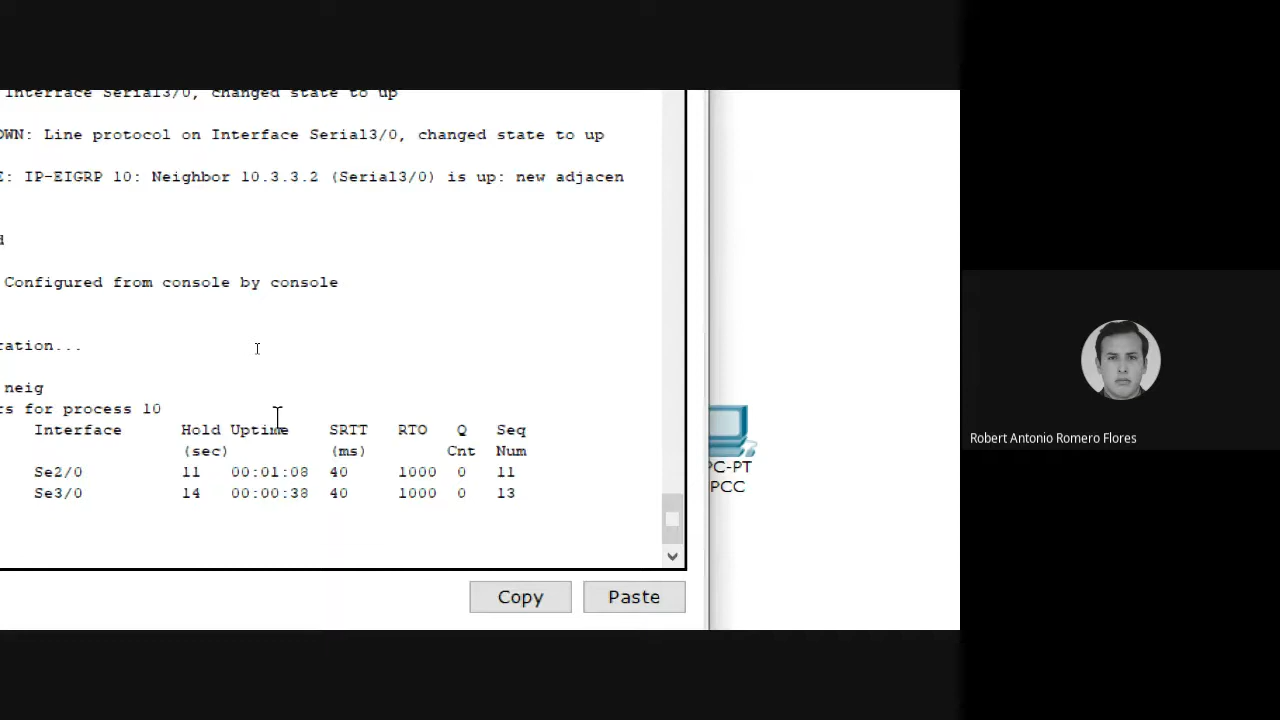 Interface Serial3/0, changed state to up
OWN: Line protocol on Interface Serial3/0, changed state to up
E: IP-EIGRP 10: Neighbor 10.3.3.2 (Serial3/0) is up: new adjacen
d
Configured from console by console
ration...
neig
rs for process 10
Interface Hold Uptime SRTT RTO Q Seq
(sec) (ms) Cnt Num
Se2/0 11 00:01:08 40 1000 0 11
Se3/0 14 00:00:38 40 1000 0 13
Copy Paste
PC-PT
PCC
Robert Antonio Romero Flores